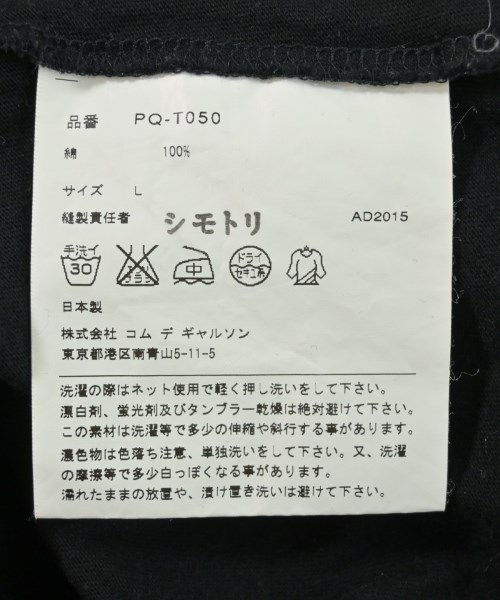 品番 PQ-T050
綿 100%
サイズ L
縫製責任者 シモトリ AD2015
手洗イ
30 エンソサラシ 中 ドライ セキユ系
日本製
株式会社 コム デ ギャルソン
東京都港区南青山5-11-5
洗濯の際はネット使用で軽く押し洗いをして下さい。
漂白剤、蛍光剤及びタンブラー乾燥は絶対避けて下さい。
この素材は洗濯等で多少の伸縮や斜行する事があります。
濃色物は色落ち注意、単独洗いをして下さい。又、洗濯
の摩擦等で多少白っぽくなる事があります。
濡れたままの放置や、漬け置き洗いは避けて下さい。